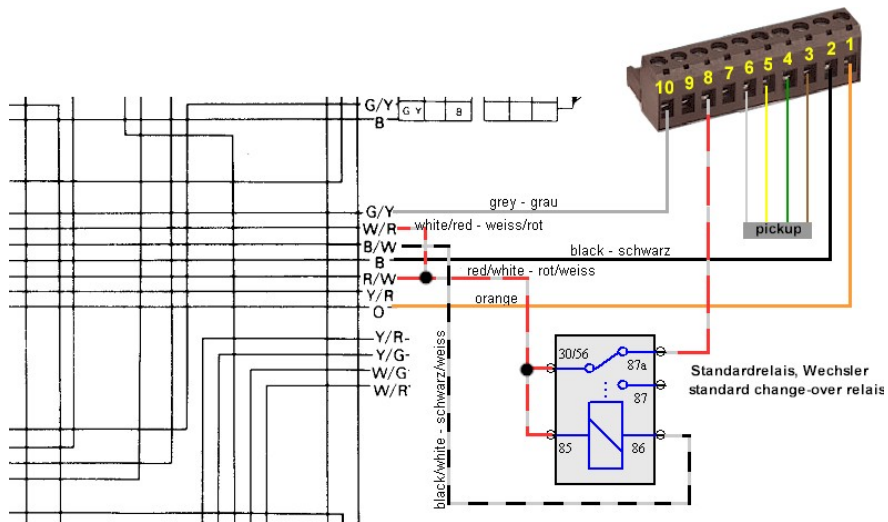 10 9 8 7 6 5 4 3 2 1
G/Y
B
G Y B
pickup
grey - grau
G/Y
W/R
white/red - weiss/rot
B/W
black - schwarz
B
red/white - rot/weiss
R/W
Y/R
orange
O
Y/R
Y/G
W/G
W/R
black/white - schwarz/weiss
30/56
87a
87
85
86
Standardrelais, Wechsler
standard change-over relais